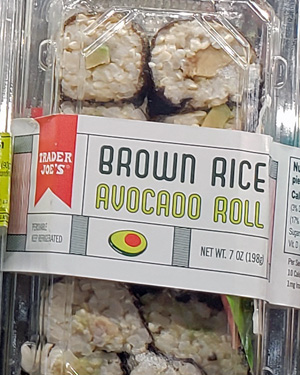 TRADER
JOE'S
BROWN RICE
AVOCADO ROLL
PERISHABLE
KEEP REFRIGERATED
NET WT. 7 OZ (198g)